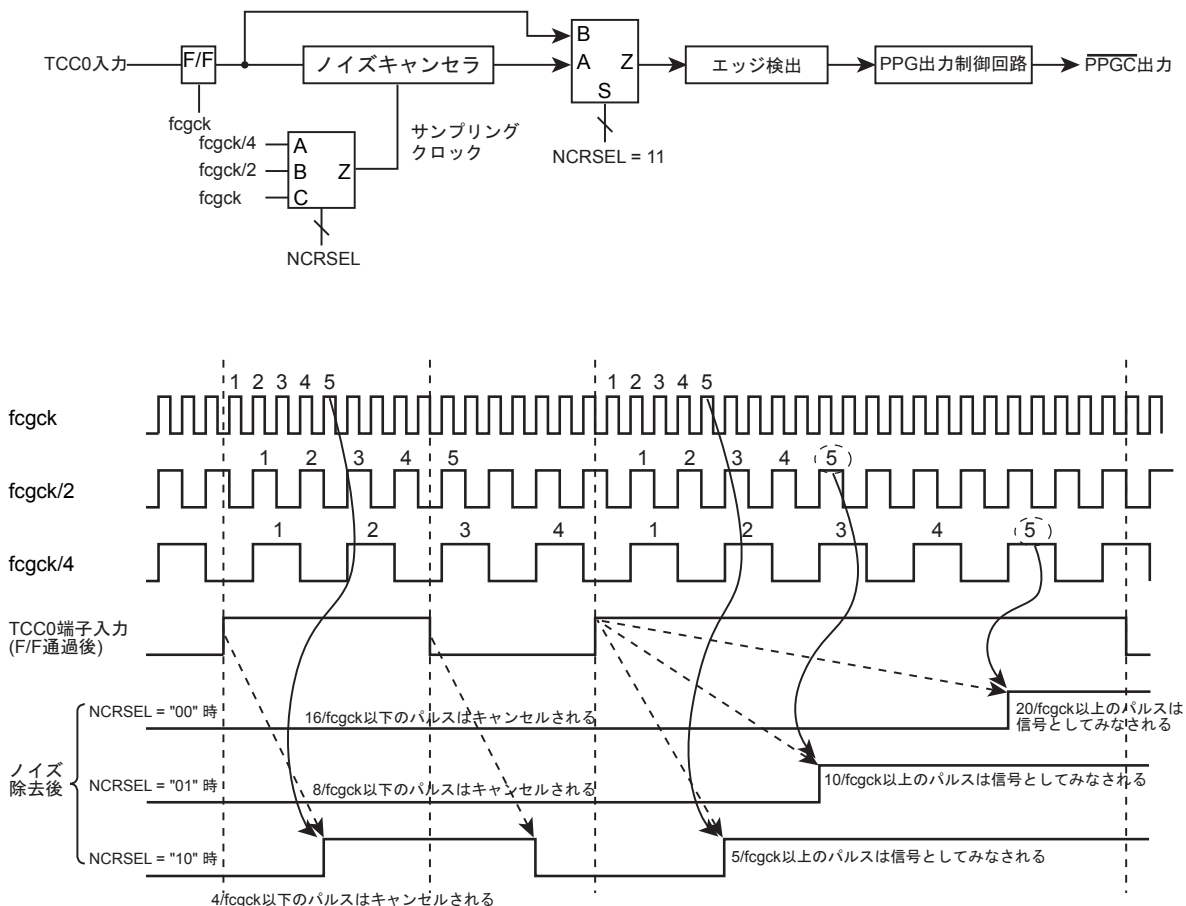 TCC0入力
F/F
ノイズキャンセラ
B
A
Z
S
エッジ検出
PPG出力制御回路
PPGC出力
fcgck
fcgck/4
A
fcgck/2
B
Z
fcgck
C
サンプリング
クロック
NCRSEL = 11
NCRSEL
1 2 3 4 5
1 2 3 4 5
fcgck
1 2 3 4 5
1 2 3 4 5
fcgck/2
1 2 3 4
1 2 3 4 5
fcgck/4
TCC0端子入力
(F/F通過後)
NCRSEL = "00" 時
16/fcgck以下のパルスはキャンセルされる
20/fcgck以上のパルスは
信号としてみなされる
ノイズ
除去後
NCRSEL = "01" 時
8/fcgck以下のパルスはキャンセルされる
10/fcgck以上のパルスは信号としてみなされる
NCRSEL = "10" 時
5/fcgck以上のパルスは信号としてみなされる
4/fcgck以下のパルスはキャンセルされる